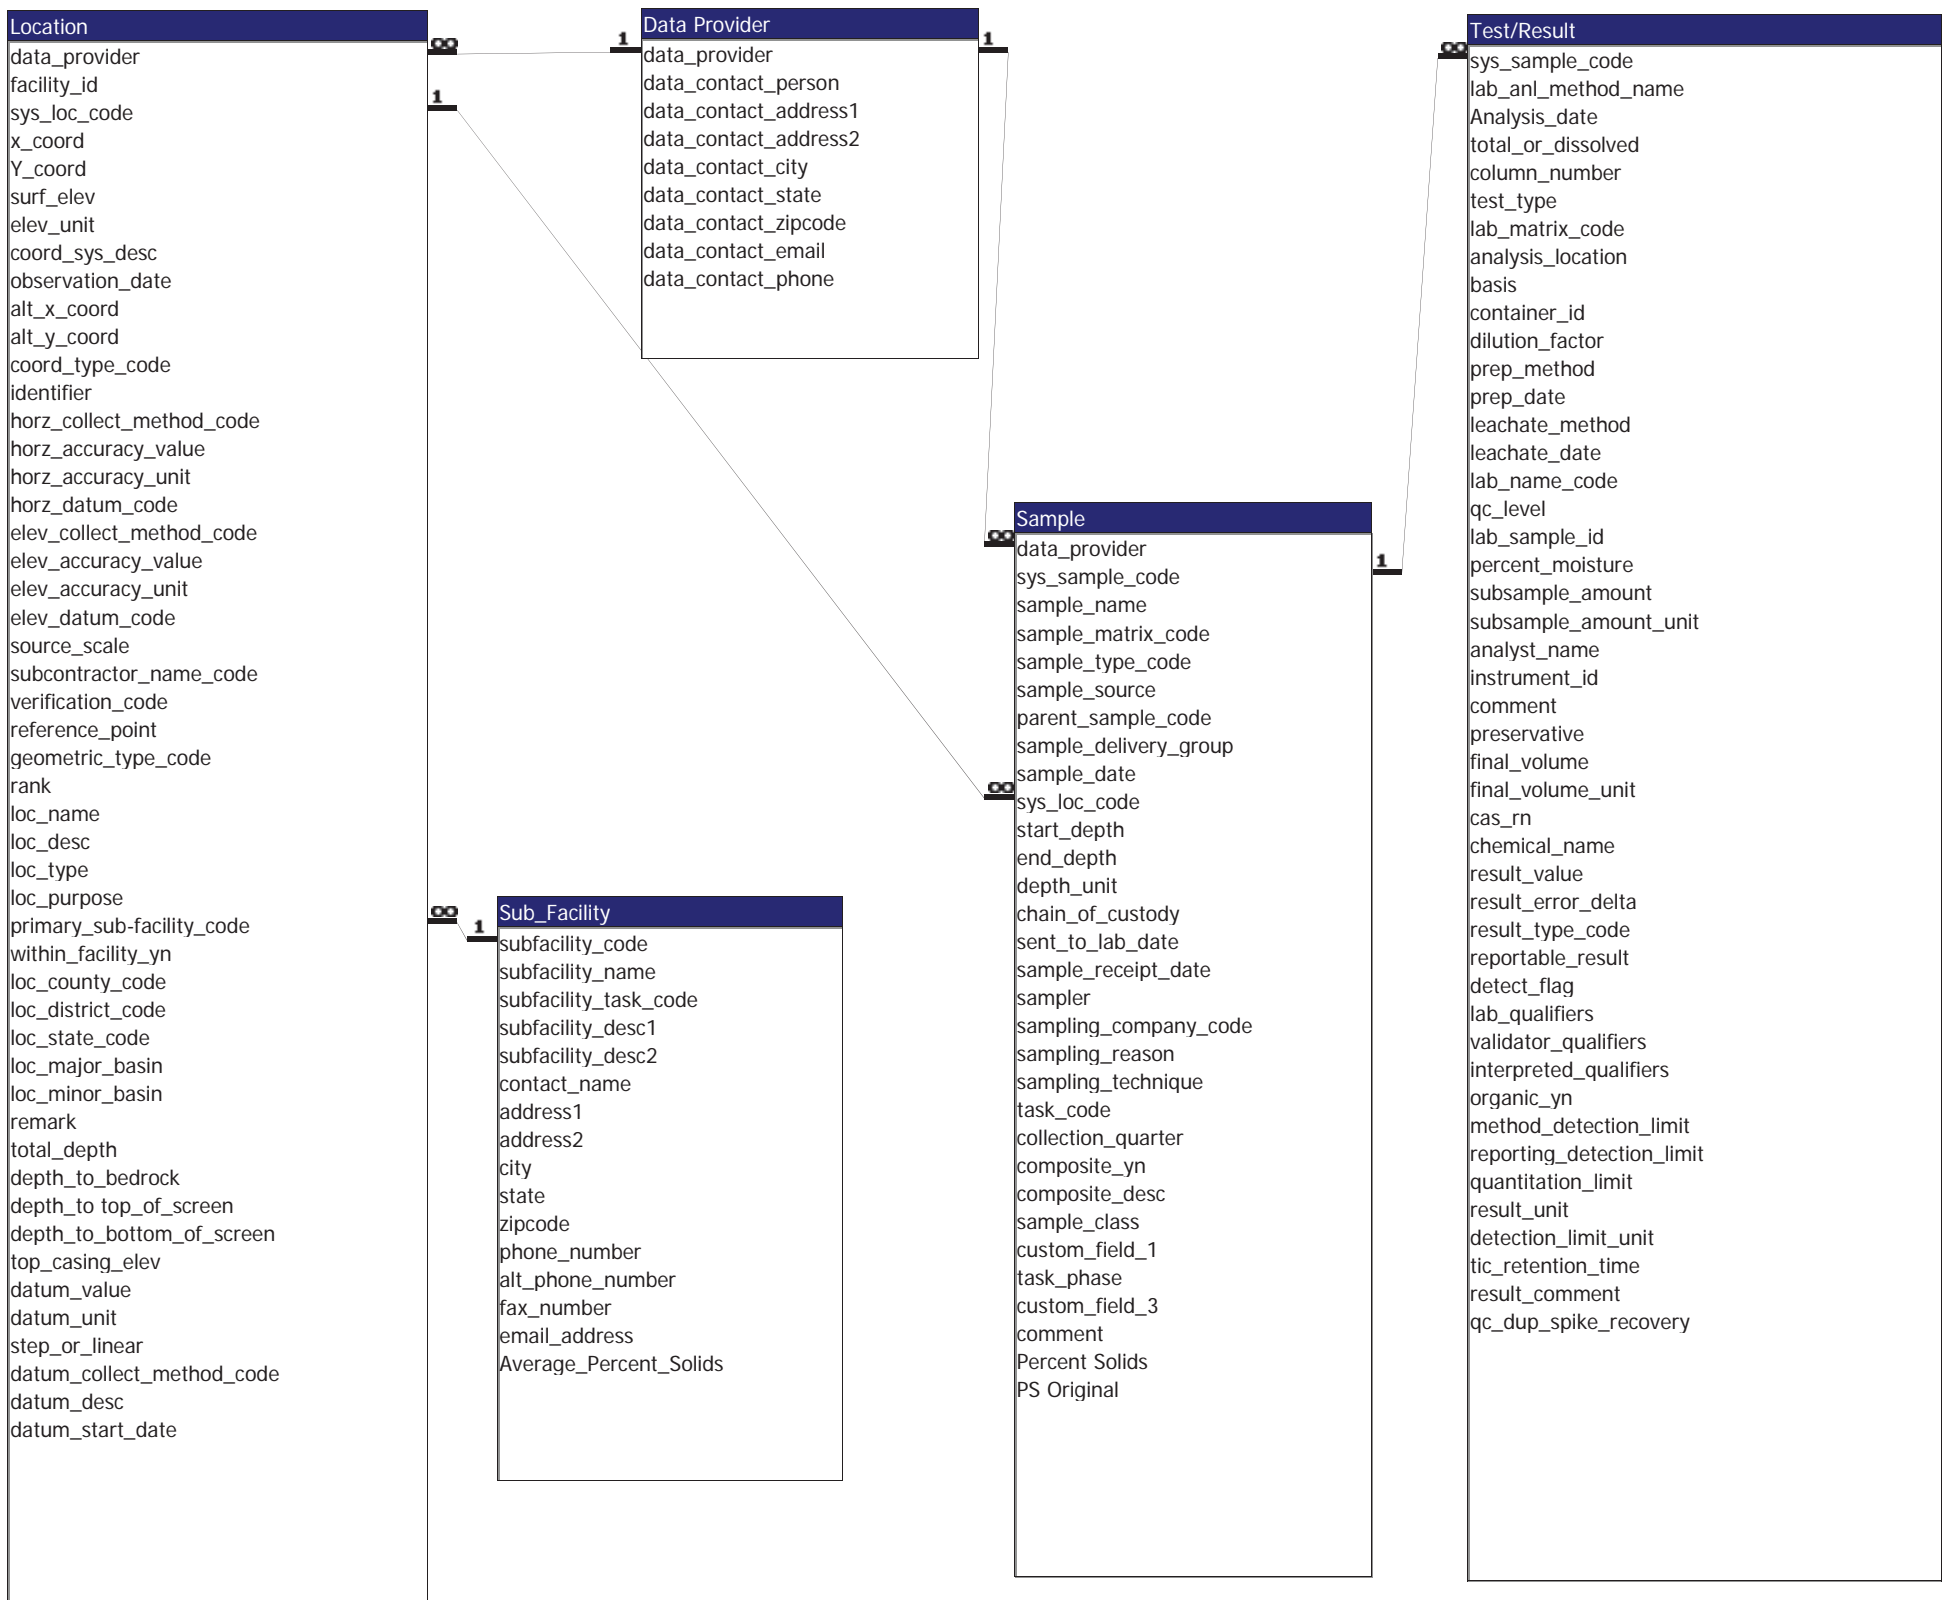 Location
data_provider
facility_id
sys_loc_code
x_coord
Y_coord
surf_elev
elev_unit
coord_sys_desc
observation_date
alt_x_coord
alt_y_coord
coord_type_code
identifier
horz_collect_method_code
horz_accuracy_value
horz_accuracy_unit
horz_datum_code
elev_collect_method_code
elev_accuracy_value
elev_accuracy_unit
elev_datum_code
source_scale
subcontractor_name_code
verification_code
reference_point
geometric_type_code
rank
loc_name
loc_desc
loc_type
loc_purpose
primary_sub-facility_code
within_facility_yn
loc_county_code
loc_district_code
loc_state_code
loc_major_basin
loc_minor_basin
remark
total_depth
depth_to_bedrock
depth_to top_of_screen
depth_to_bottom_of_screen
top_casing_elev
datum_value
datum_unit
step_or_linear
datum_collect_method_code
datum_desc
datum_start_date
∞
1
∞
1
Data Provider
data_provider
data_contact_person
data_contact_address1
data_contact_address2
data_contact_city
data_contact_state
data_contact_zipcode
data_contact_email
data_contact_phone
1
1
Sub_Facility
subfacility_code
subfacility_name
subfacility_task_code
subfacility_desc1
subfacility_desc2
contact_name
address1
address2
city
state
zipcode
phone_number
alt_phone_number
fax_number
email_address
Average_Percent_Solids
∞
∞
Sample
data_provider
sys_sample_code
sample_name
sample_matrix_code
sample_type_code
sample_source
parent_sample_code
sample_delivery_group
sample_date
sys_loc_code
start_depth
end_depth
depth_unit
chain_of_custody
sent_to_lab_date
sample_receipt_date
sampler
sampling_company_code
sampling_reason
sampling_technique
task_code
collection_quarter
composite_yn
composite_desc
sample_class
custom_field_1
task_phase
custom_field_3
comment
Percent Solids
PS Original
1
∞
Test/Result
sys_sample_code
lab_anl_method_name
Analysis_date
total_or_dissolved
column_number
test_type
lab_matrix_code
analysis_location
basis
container_id
dilution_factor
prep_method
prep_date
leachate_method
leachate_date
lab_name_code
qc_level
lab_sample_id
percent_moisture
subsample_amount
subsample_amount_unit
analyst_name
instrument_id
comment
preservative
final_volume
final_volume_unit
cas_rn
chemical_name
result_value
result_error_delta
result_type_code
reportable_result
detect_flag
lab_qualifiers
validator_qualifiers
interpreted_qualifiers
organic_yn
method_detection_limit
reporting_detection_limit
quantitation_limit
result_unit
detection_limit_unit
tic_retention_time
result_comment
qc_dup_spike_recovery